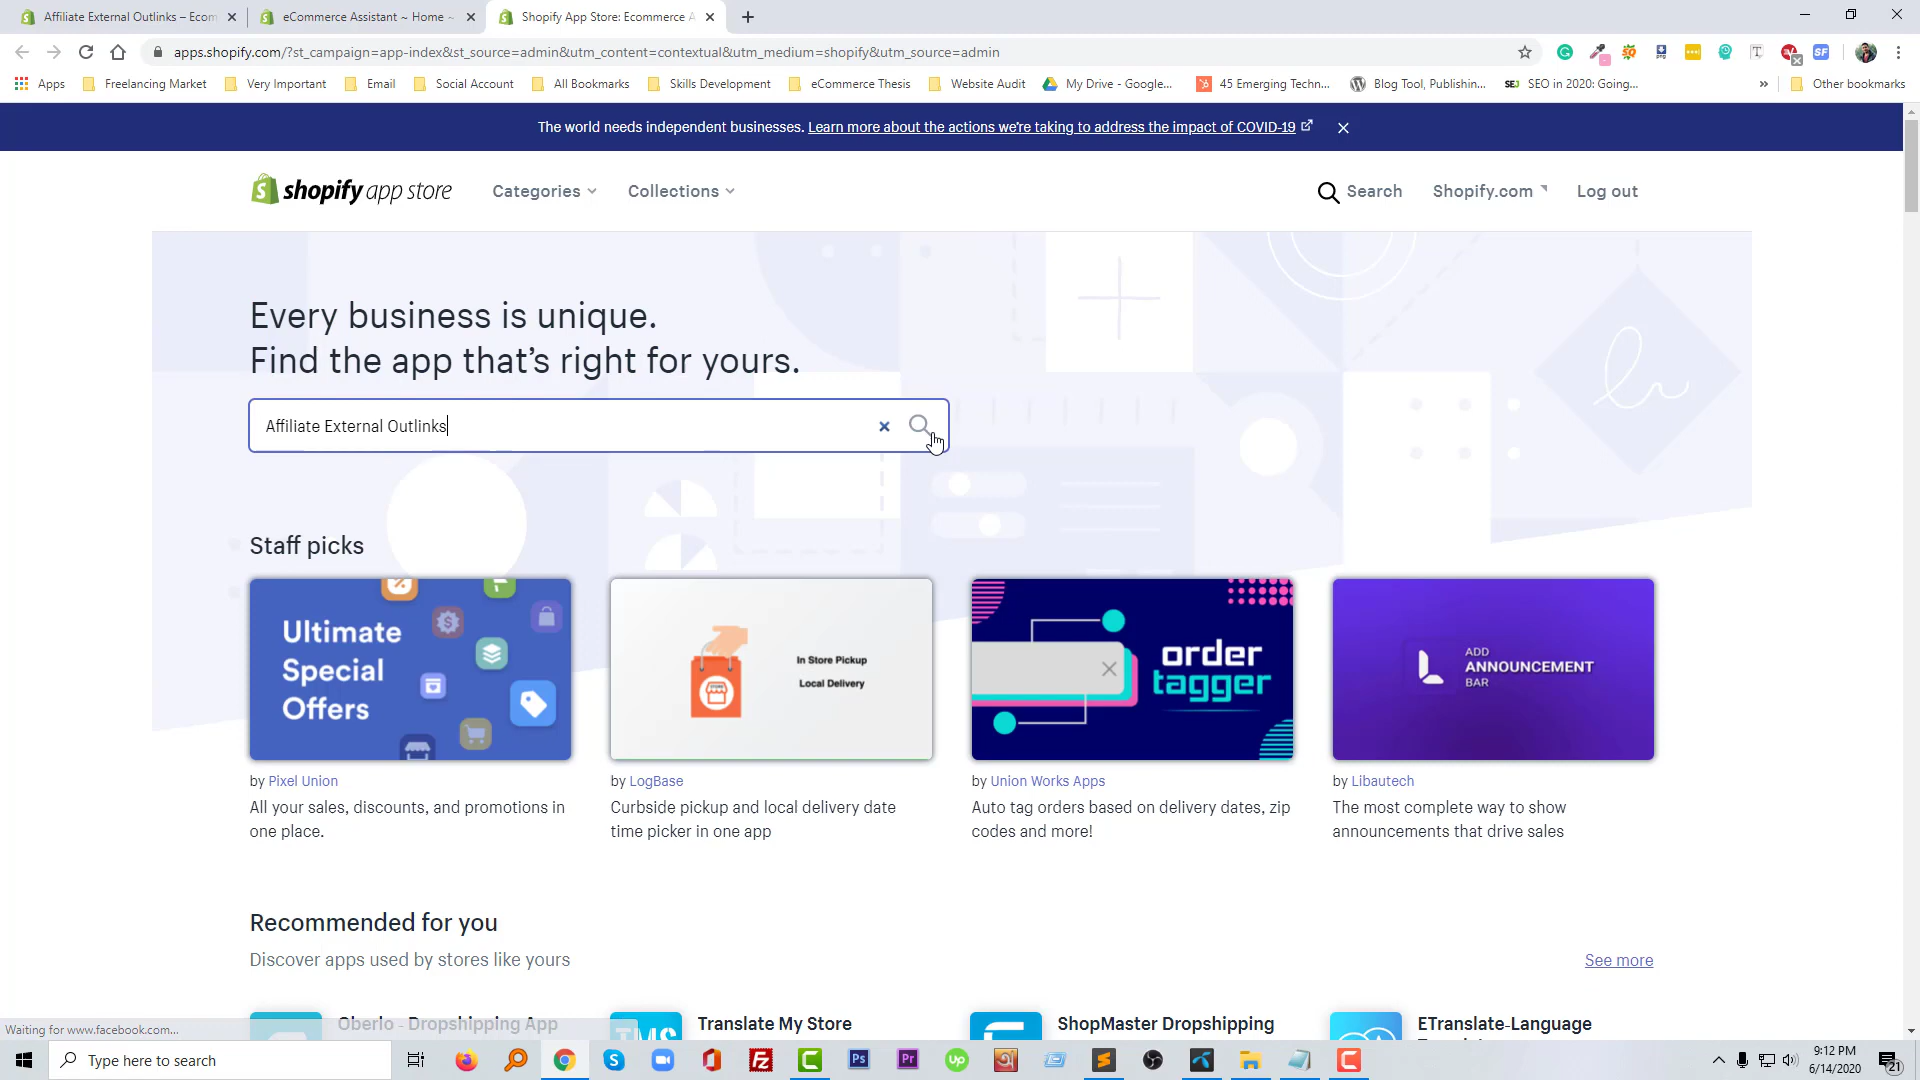 Affiliate External Outlinks – Ecom
eCommerce Assistant ~ Home ~
Shopify App Store: Ecommerce A
apps.shopify.com/?st_campaign=app-index&st_source=admin&utm_content=contextual&utm_medium=shopify&utm_source=admin
Apps
Freelancing Market
Very Important
Email
Social Account
All Bookmarks
Skills Development
eCommerce Thesis
Website Audit
My Drive - Google...
45 Emerging Techn...
Blog Tool, Publishin...
SEJ SEO in 2020: Going...
»
Other bookmarks
The world needs independent businesses. Learn more about the actions we're taking to address the impact of COVID-19
shopify app store
Categories
Collections
Search
Shopify.com
Log out
Every business is unique.
Find the app that's right for yours.
Affiliate External Outlinks
Staff picks
Ultimate
Special
Offers
In Store Pickup
Local Delivery
order
tagger
ADD
ANNOUNCEMENT
BAR
by Pixel Union
All your sales, discounts, and promotions in
one place.
by LogBase
Curbside pickup and local delivery date
time picker in one app
by Union Works Apps
Auto tag orders based on delivery dates, zip
codes and more!
by Libautech
The most complete way to show
announcements that drive sales
Recommended for you
Discover apps used by stores like yours
See more
Oberlo - Dropshipping App
TMS
Translate My Store
ShopMaster Dropshipping
ETranslate-Language
Waiting for www.facebook.com...
Type here to search
9:12 PM
6/14/2020
21